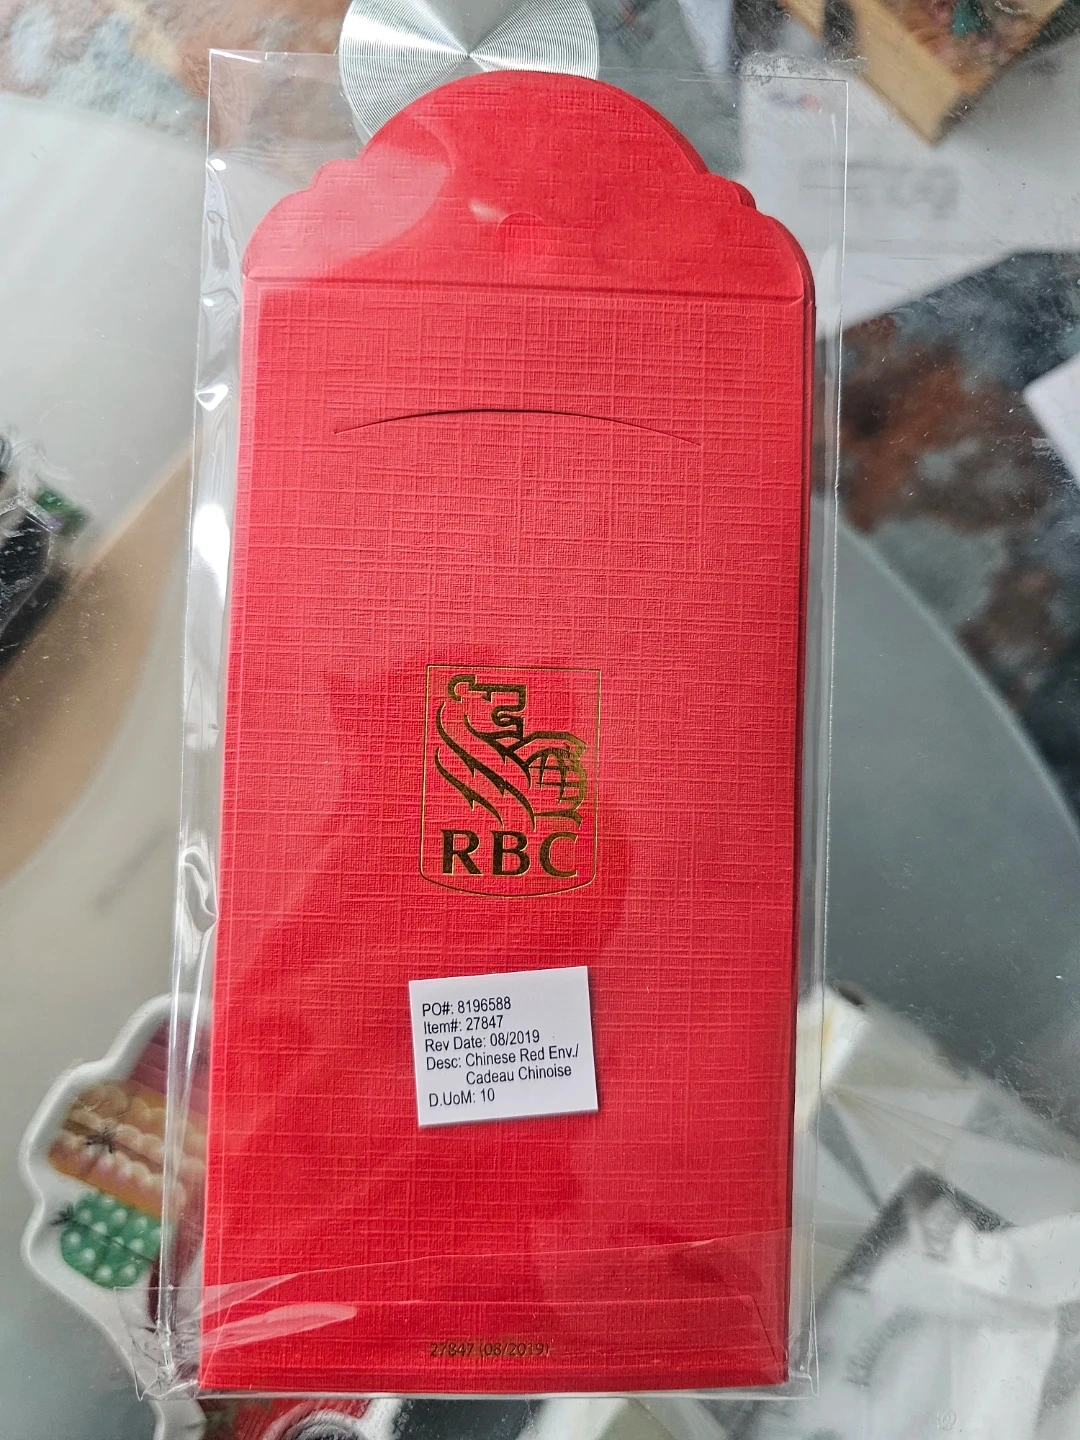 RBC
PO#: 8196588
Item#: 27847
Rev Date: 08/2019
Desc: Chinese Red Env./
Cadeau Chinoise
D.UoM: 10
27847 (08/2019)